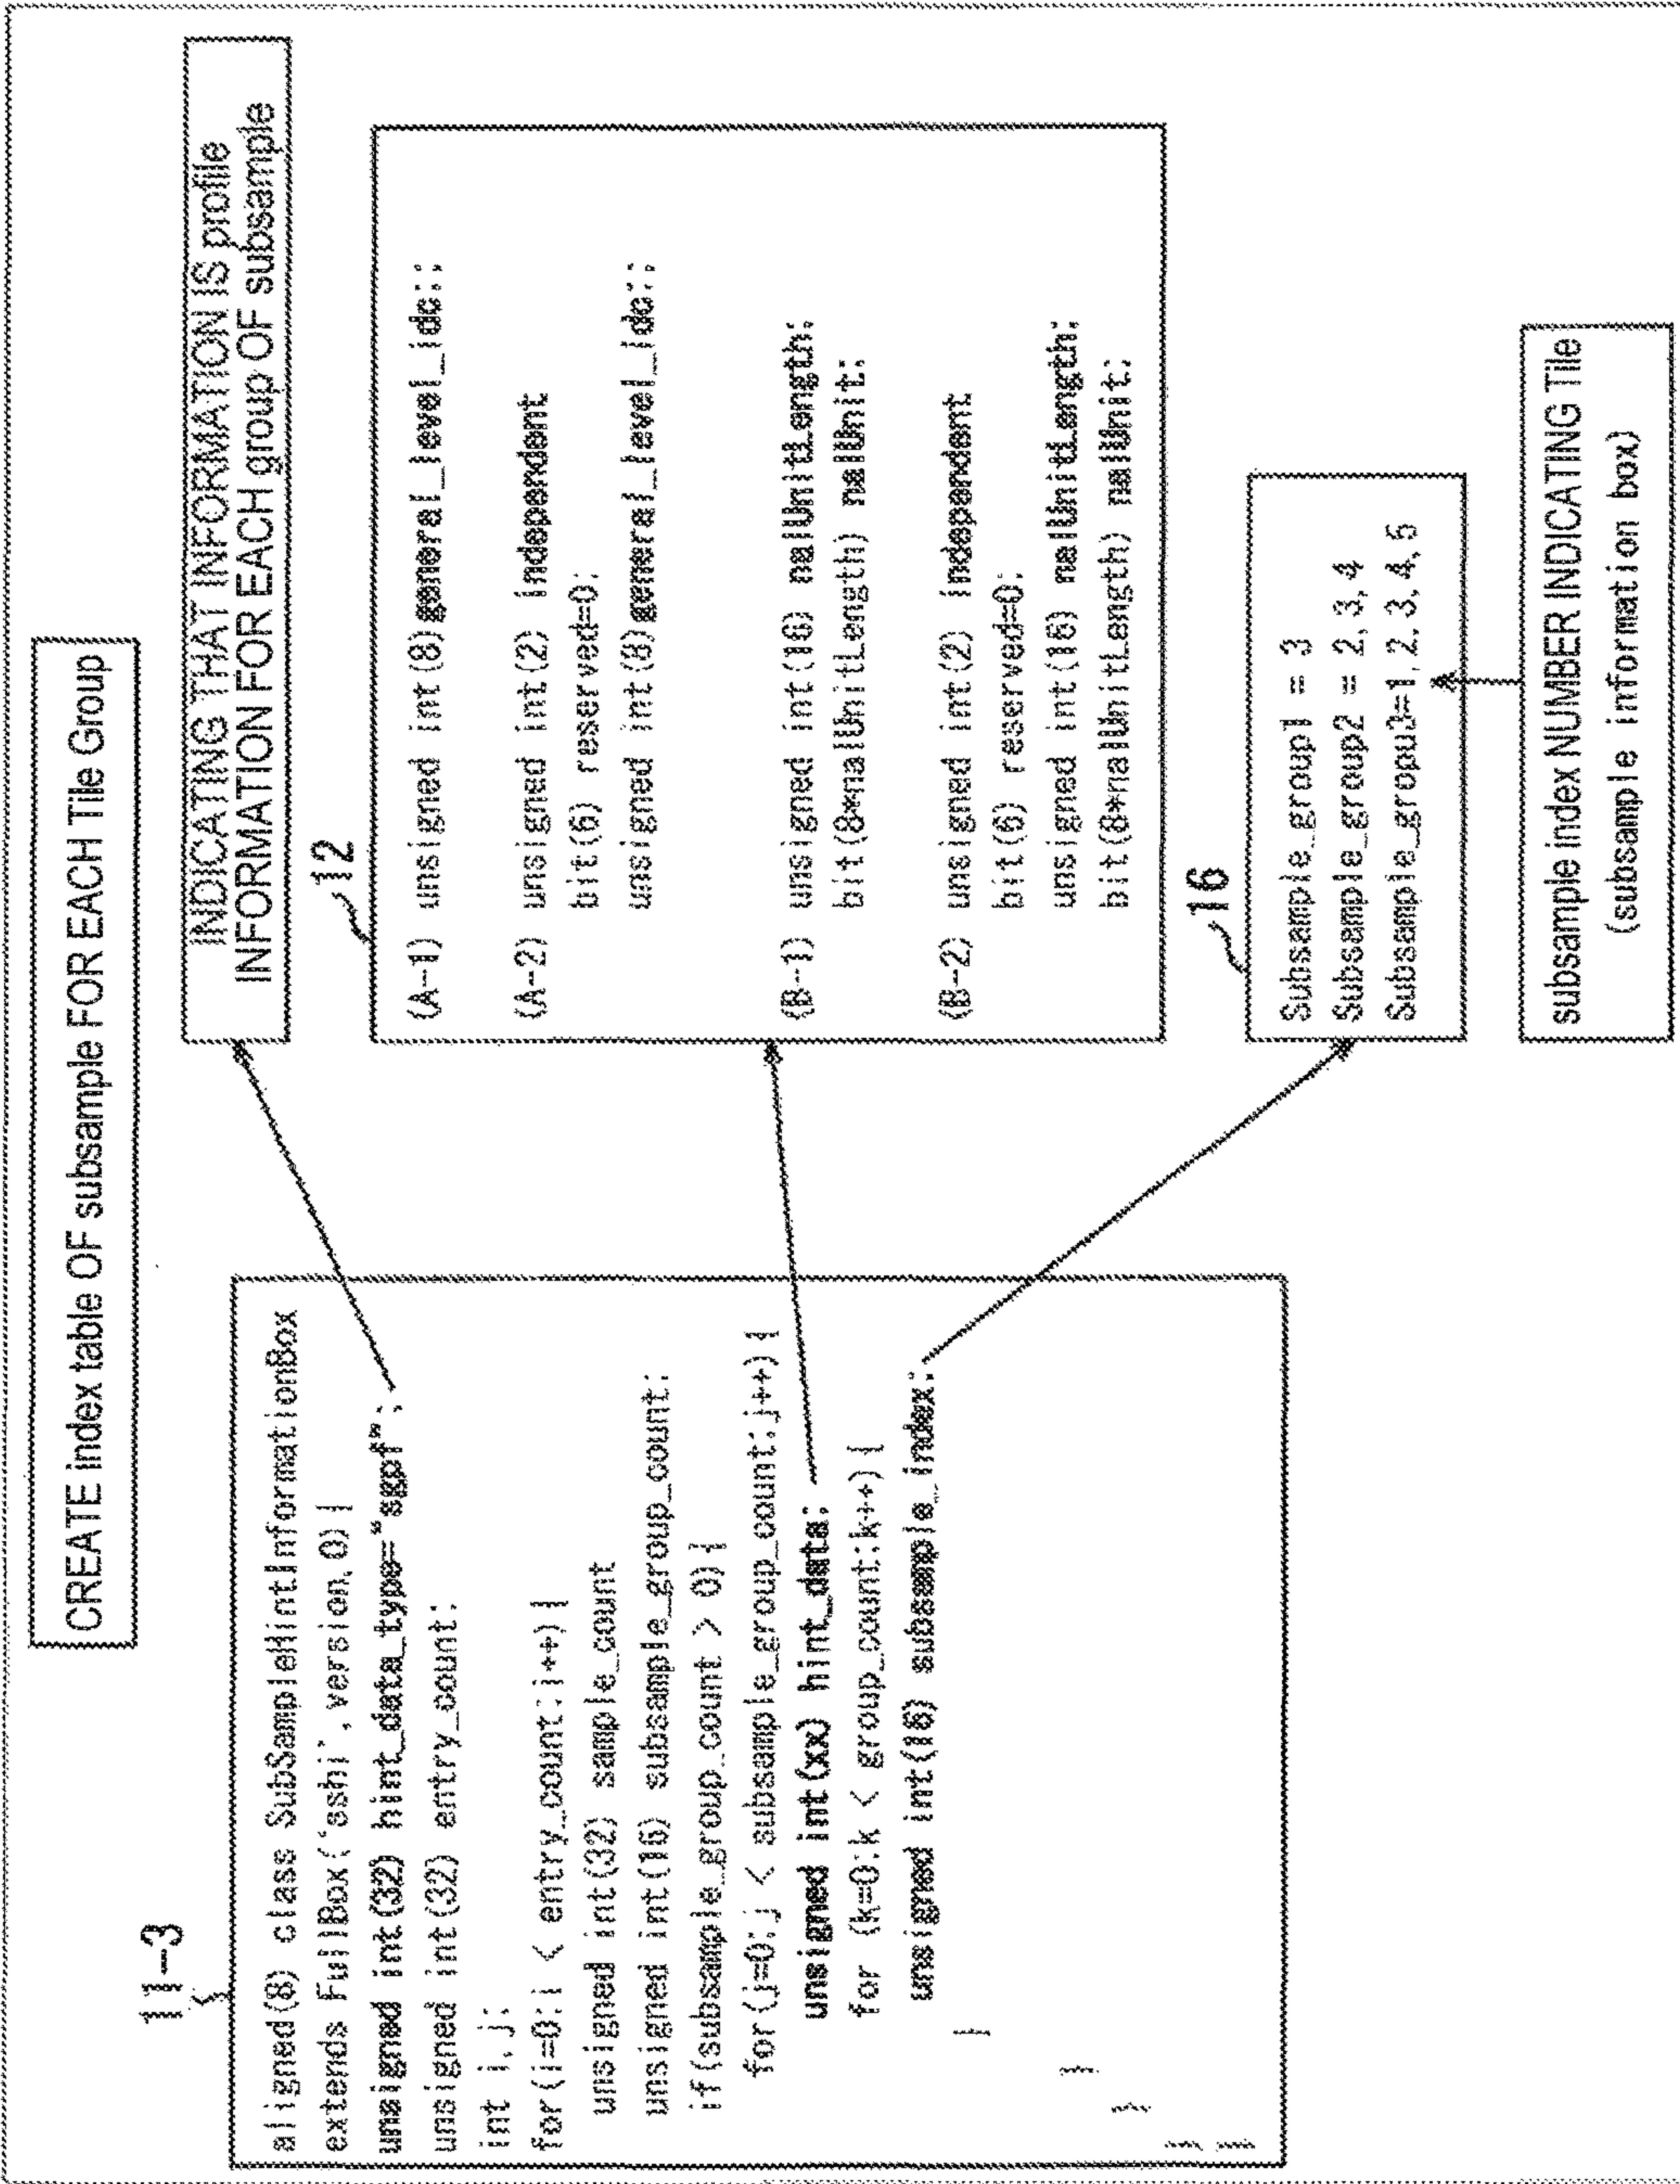 CREATE index table OF subsample FOR EACH Tile Group
11-3
aligned(8) class SubSampleHintInformationBox
extends FullBox('sshi',version, 0){
unsigned int(32) hint_data_type="sgpf";
unsigned int(32) entry_count;
int i,j;
for(i=0;i < entry_count;i++){
unsigned int(32) sample_count
unsigned int(16) subsample_group_count;
if(subsample_group_count > 0){
for(j=0;j < subsample_group_count;j++){
unsigned int(xx) hint_data;
for (k=0;k < group_count;k++){
unsigned int(16) subsample_index;
}
}
}
}
}
INDICATING THAT INFORMATION IS profile
INFORMATION FOR EACH group OF subsample
12
(A-1) unsigned int(8)general_level_idc;;
(A-2) unsigned int(2) independent
bit(6) reserved=0;
unsigned int(8)general_level_idc;;
(B-1) unsigned int(16) nalUnitLength;
bit(8*nalUnitLength) nalUnit;
(B-2) unsigned int(2) independent
bit(6) reserved=0;
unsigned int(16) nalUnitLength;
bit(8*nalUnitLength) nalUnit;
16
Subsample_group1 = 3
Subsample_group2 = 2,3,4
Subsample_gropu3=1,2,3,4,5
subsample index NUMBER INDICATING Tile
(subsample information box)